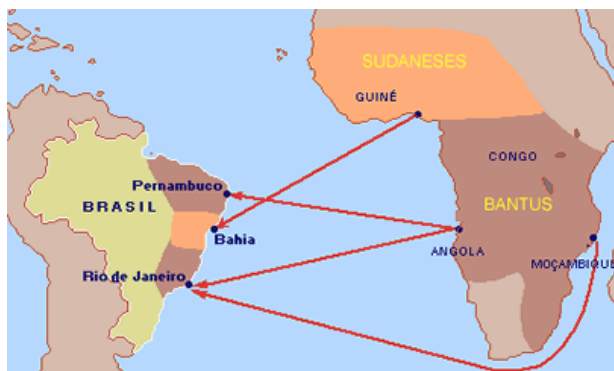 SUDANESES
GUINÉ
CONGO
Pernambuco
BRASIL
BANTUS
Bahia
ANGOLA
MOÇAMBIQUE
Rio de Janeiro